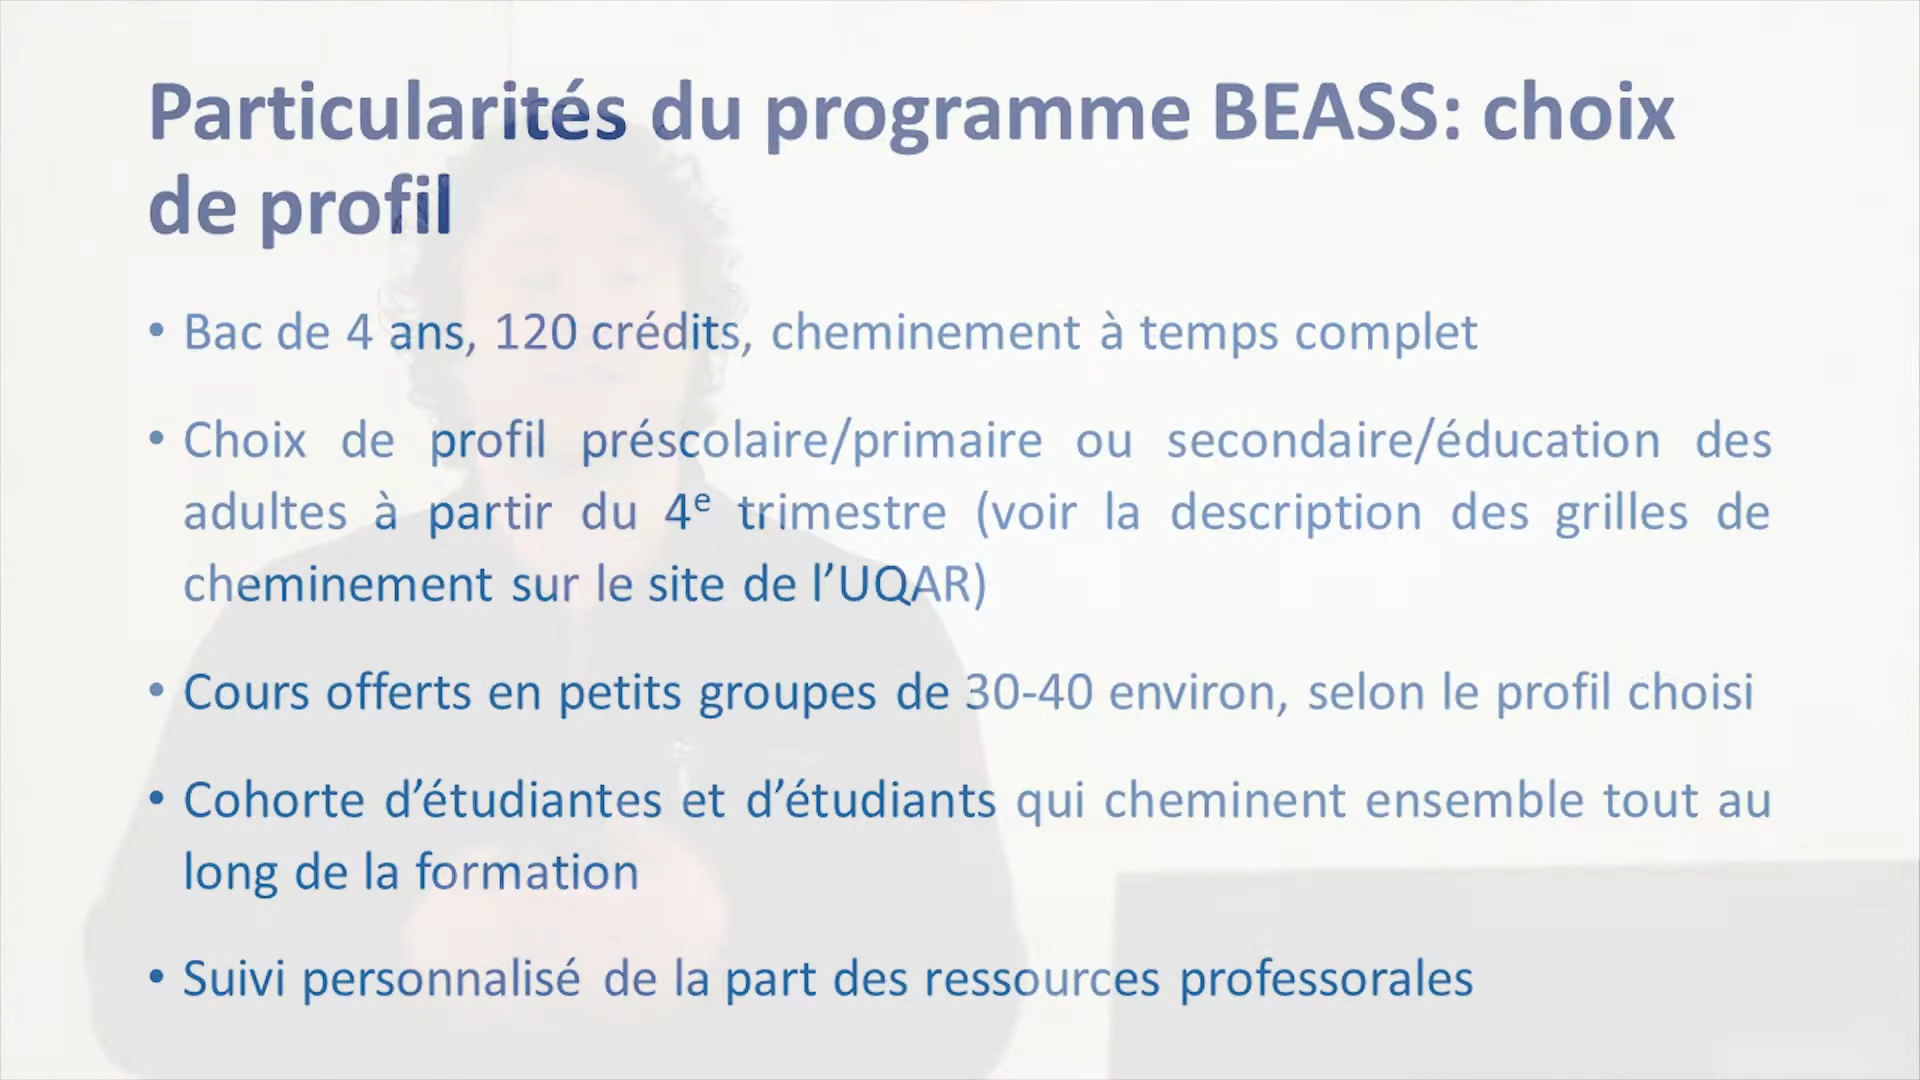 Particularités du programme BEASS: choix
de profil
• Bac de 4 ans, 120 crédits, cheminement à temps complet
• Choix de profil préscolaire/primaire ou secondaire/éducation des
adultes à partir du 4e trimestre (voir la description des grilles de
cheminement sur le site de l’UQAR)
• Cours offerts en petits groupes de 30-40 environ, selon le profil choisi
• Cohorte d’étudiantes et d’étudiants qui cheminent ensemble tout au
long de la formation
• Suivi personnalisé de la part des ressources professorales